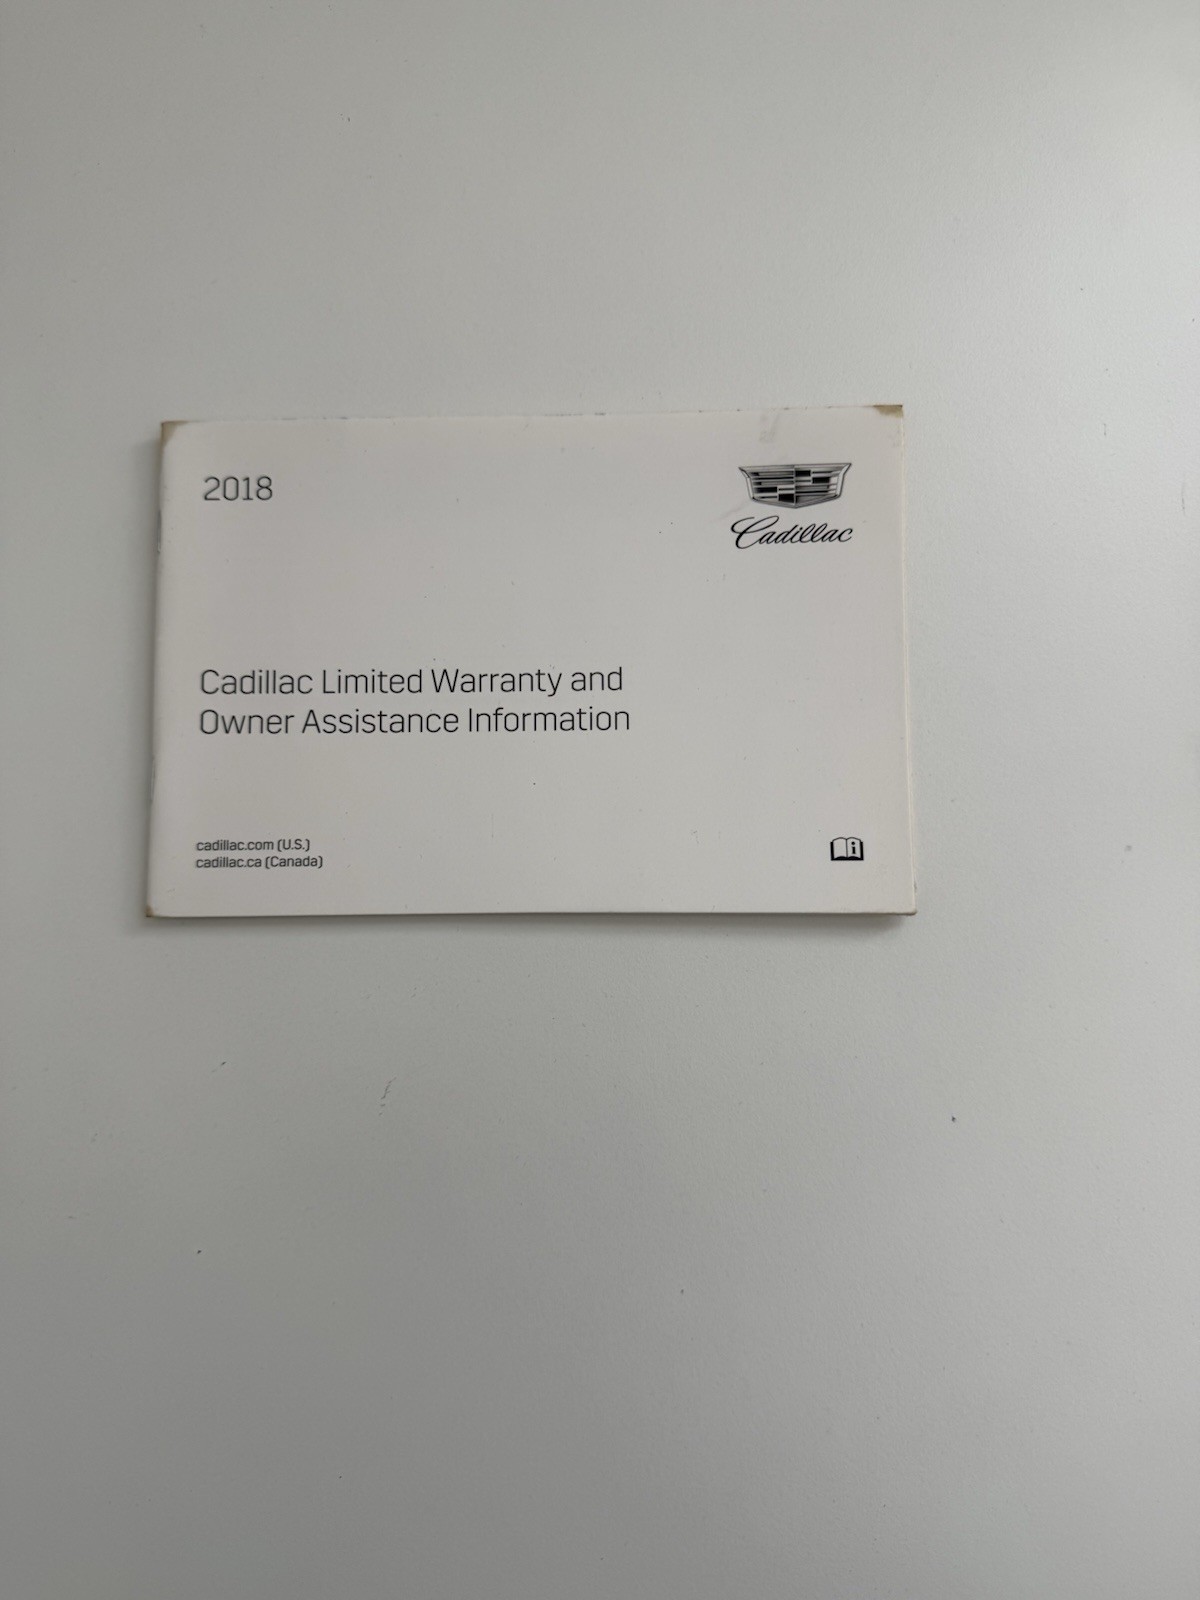 2018
Cadillac
Cadillac Limited Warranty and
Owner Assistance Information
cadillac.com (U.S.)
cadillac.ca (Canada)
i